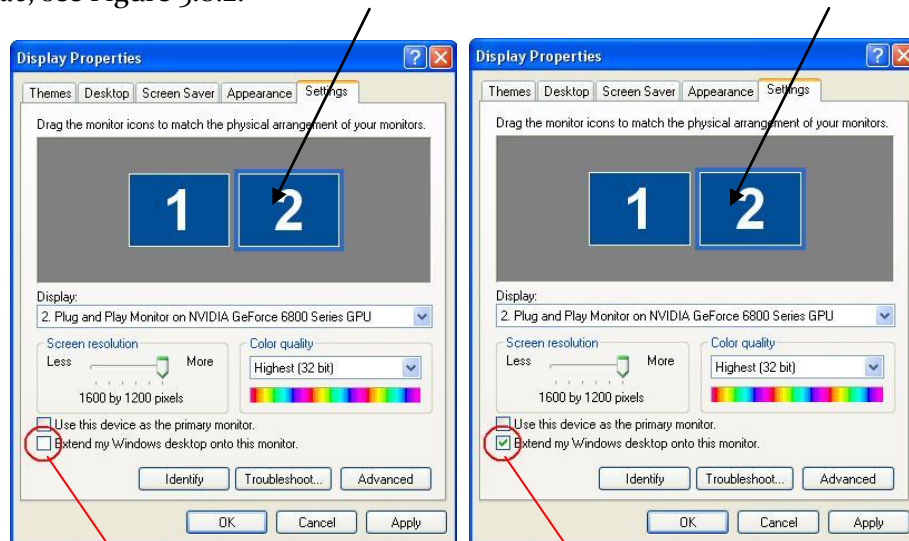 see Figure 5.8.2.
Display Properties
Themes Desktop Screen Saver Appearance Settings
Drag the monitor icons to match the physical arrangement of your monitors.
1 2
Display:
2. Plug and Play Monitor on NVIDIA GeForce 6800 Series GPU
Screen resolution
Less More
1600 by 1200 pixels
Color quality
Highest (32 bit)
Use this device as the primary monitor.
Extend my Windows desktop onto this monitor.
Identify Troubleshoot... Advanced
OK Cancel Apply
Display Properties
Themes Desktop Screen Saver Appearance Settings
Drag the monitor icons to match the physical arrangement of your monitors.
1 2
Display:
2. Plug and Play Monitor on NVIDIA GeForce 6800 Series GPU
Screen resolution
Less More
1600 by 1200 pixels
Color quality
Highest (32 bit)
Use this device as the primary monitor.
Extend my Windows desktop onto this monitor.
Identify Troubleshoot... Advanced
OK Cancel Apply